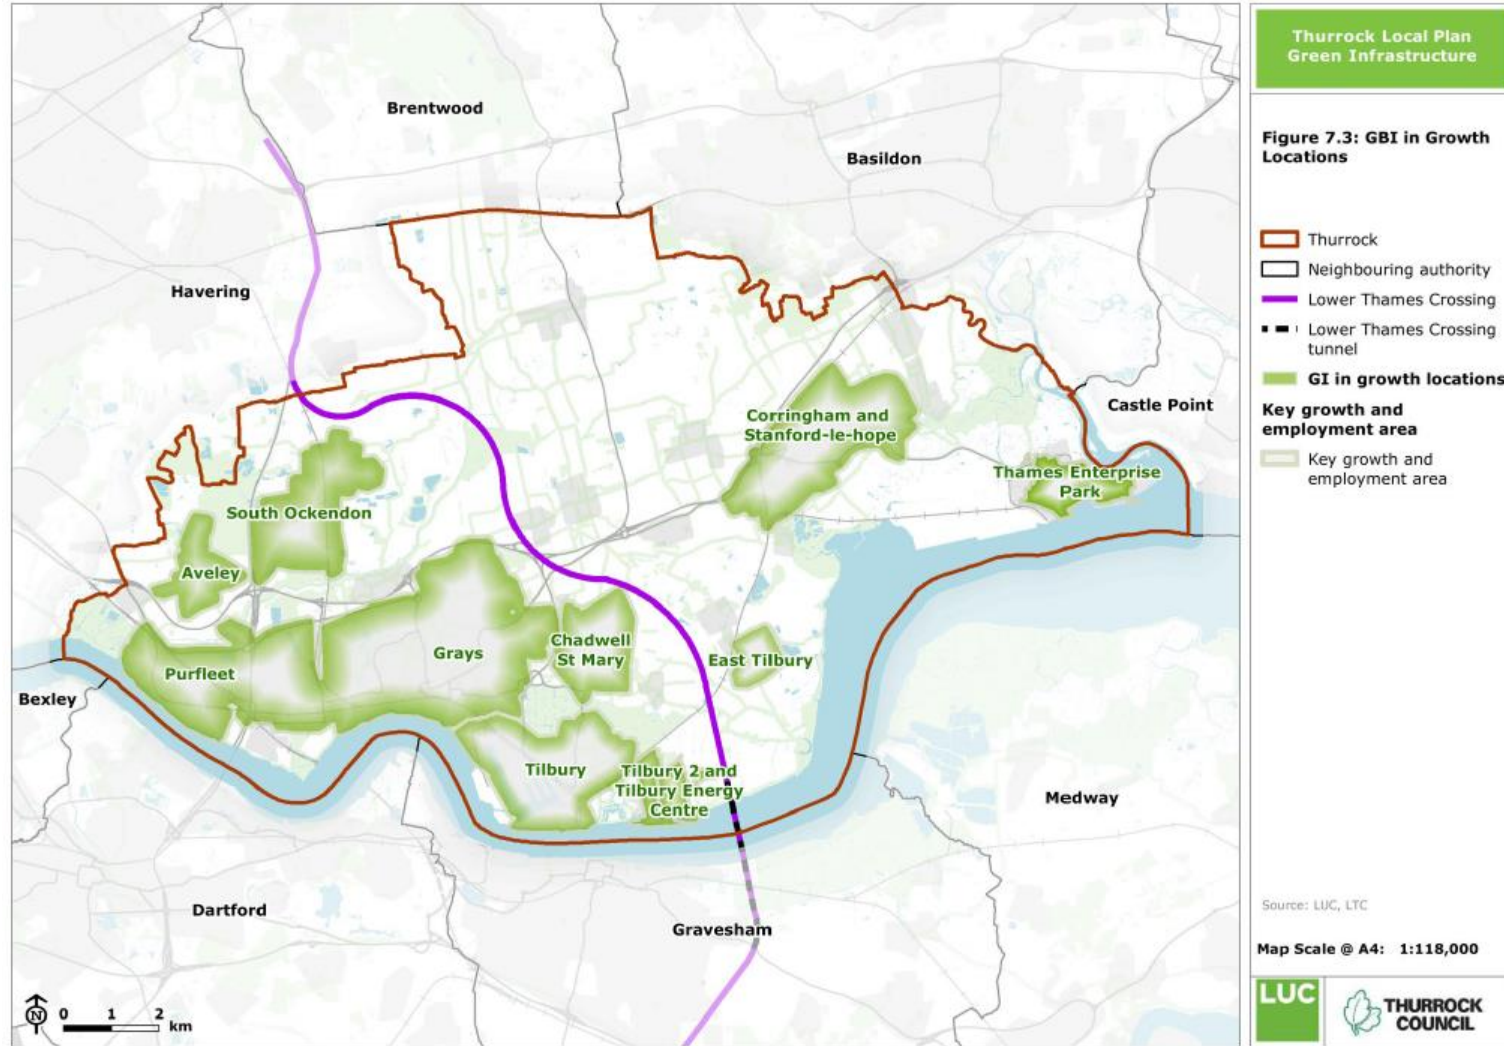 Brentwood
Basildon
Havering
Castle Point
Corringham and
Stanford-le-hope
Thames Enterprise
Park
South Ockendon
Aveley
Chadwell
St Mary
Grays
East Tilbury
Purfleet
Bexley
Tilbury
Tilbury 2 and
Tilbury Energy
Centre
Medway
Dartford
Gravesham
N
0 1 2
km
Thurrock Local Plan
Green Infrastructure
Figure 7.3: GBI in Growth
Locations
Thurrock
Neighbouring authority
Lower Thames Crossing
Lower Thames Crossing
tunnel
GI in growth locations
Key growth and
employment area
Key growth and
employment area
Source: LUC, LTC
Map Scale @ A4: 1:118,000
LUC
THURROCK
COUNCIL